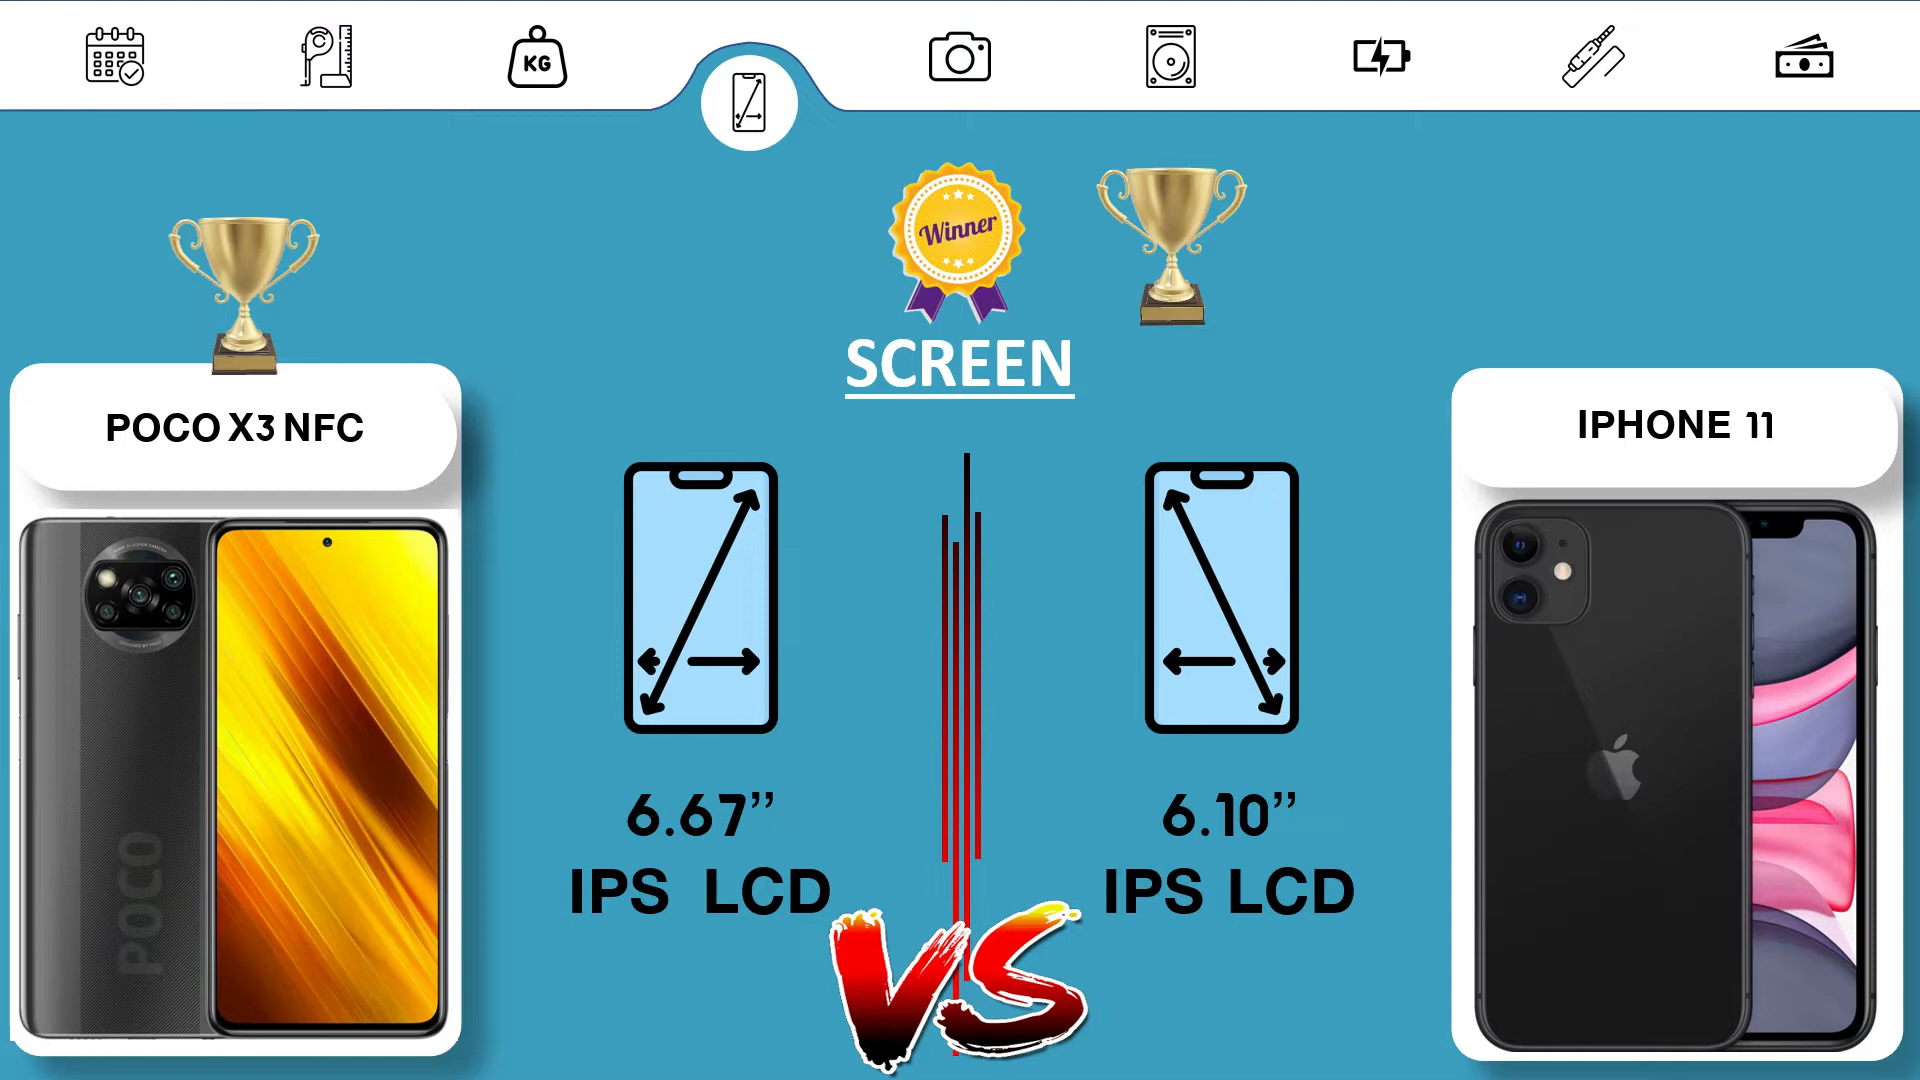 KG
Winner
SCREEN
POCO X3 NFC
IPHONE 11
POCO
6.67”
IPS LCD
6.10”
IPS LCD
VS